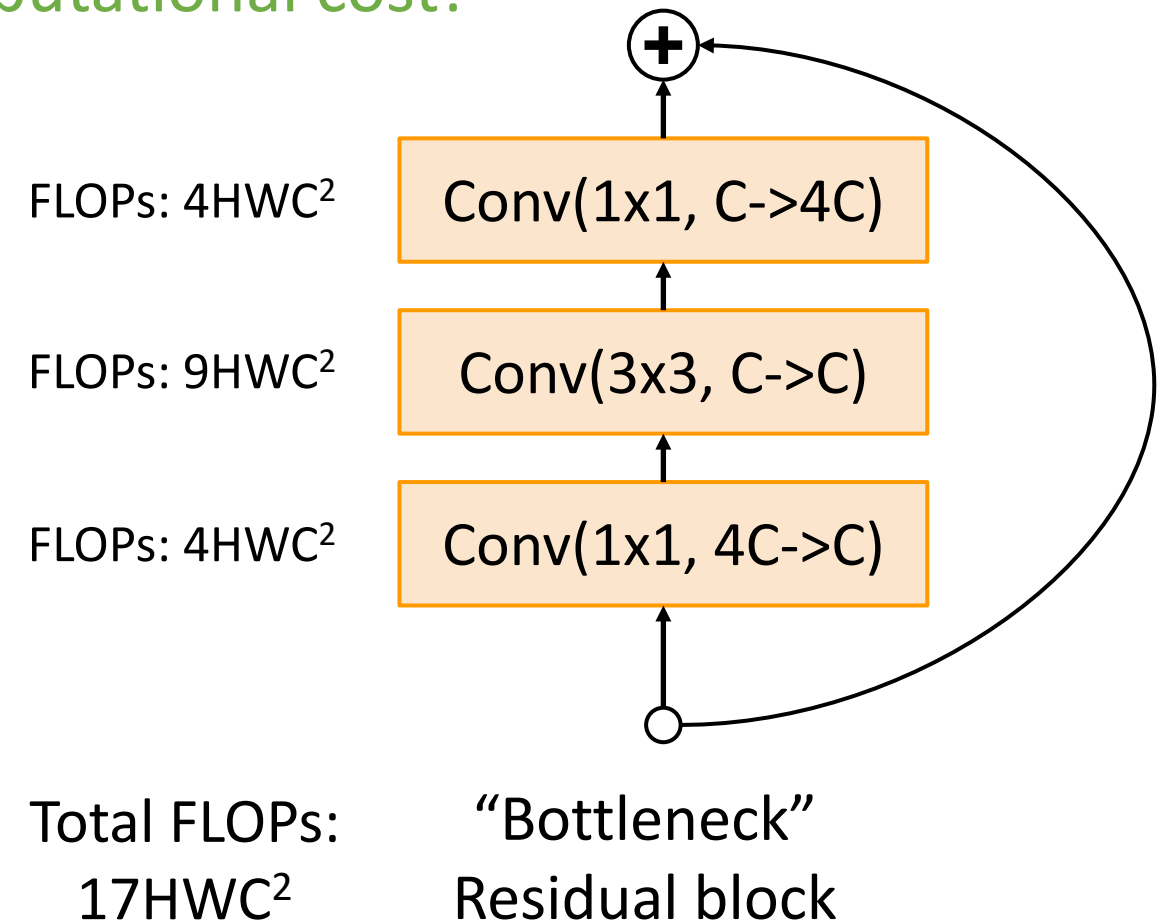 cost?
+
FLOPs: 4HWC² Conv(1x1, C->4C)
FLOPs: 9HWC² Conv(3x3, C->C)
FLOPs: 4HWC² Conv(1x1, 4C->C)
Total FLOPs:
17HWC²
“Bottleneck”
Residual block